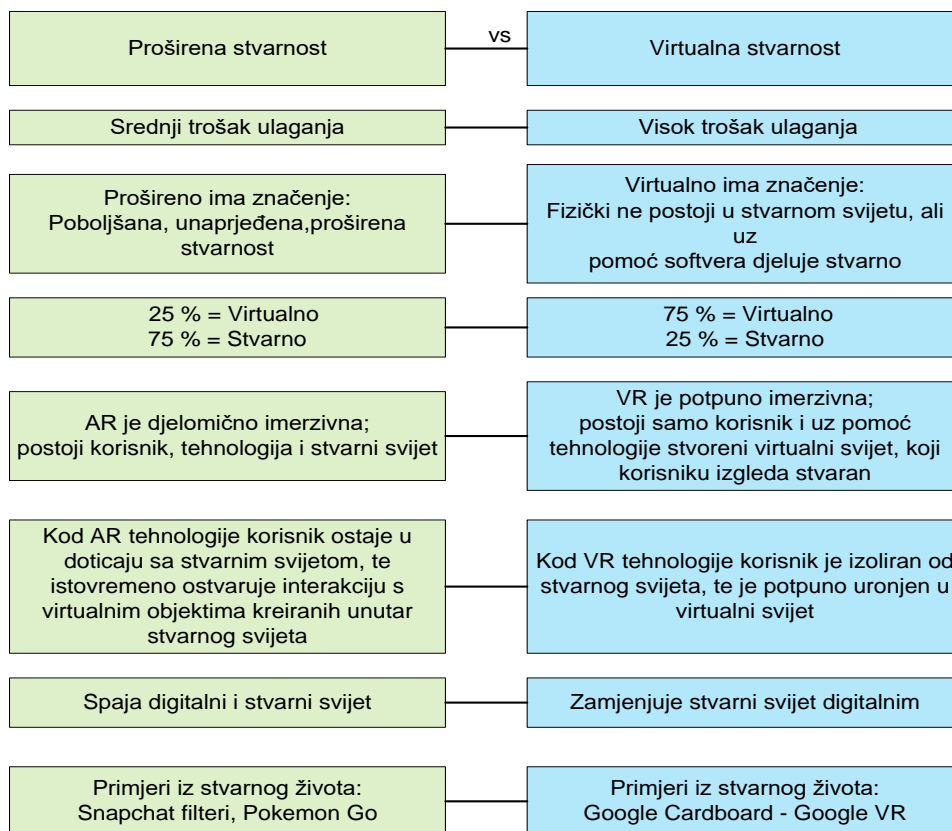 Proširena stvarnost
vs
Virtualna stvarnost
Srednji trošak ulaganja
Visok trošak ulaganja
Prošireno ima značenje:
Poboljšana, unaprjeđena,proširena
stvarnost
Virtualno ima značenje:
Fizički ne postoji u stvarnom svijetu, ali
uz
pomoć softvera djeluje stvarno
25 % = Virtualno
75 % = Stvarno
75 % = Virtualno
25 % = Stvarno
AR je djelomično imerzivna;
postoji korisnik, tehnologija i stvarni svijet
VR je potpuno imerzivna;
postoji samo korisnik i uz pomoć
tehnologije stvoreni virtualni svijet, koji
korisniku izgleda stvaran
Kod AR tehnologije korisnik ostaje u
doticaju sa stvarnim svijetom, te
istovremeno ostvaruje interakciju s
virtualnim objektima kreiranih unutar
stvarnog svijeta
Kod VR tehnologije korisnik je izoliran od
stvarnog svijeta, te je potpuno uronjen u
virtualni svijet
Spaja digitalni i stvarni svijet
Zamjenjuje stvarni svijet digitalnim
Primjeri iz stvarnog života:
Snapchat filteri, Pokemon Go
Primjeri iz stvarnog života:
Google Cardboard - Google VR